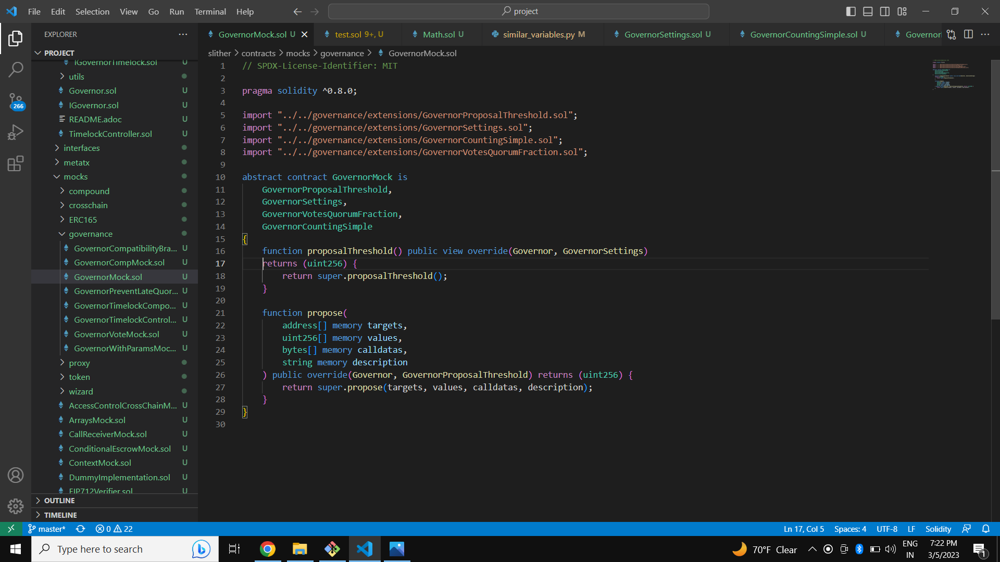 File Edit Selection View Go Run Terminal Help
project
EXPLORER
GovernorMock.sol U
test.sol 9+, U
Math.sol U
similar_variables.py M
GovernorSettings.sol U
GovernorCountingSimple.sol U
Governor
PROJECT
slither > contracts > mocks > governance > GovernorMock.sol
IGovernorTimelock.sol U
utils
Governor.sol U
IGovernor.sol U
README.adoc U
TimelockController.sol U
interfaces
metatx
mocks
compound
crosschain
ERC165
governance
GovernorCompatibilityBra... U
GovernorCompMock.sol U
GovernorMock.sol U
GovernorPreventLateQuor... U
GovernorTimelockCompo... U
GovernorTimelockControl... U
GovernorVoteMock.sol U
GovernorWithParamsMoc... U
proxy
token
wizard
AccessControlCrossChainM... U
ArraysMock.sol U
CallReceiverMock.sol U
ConditionalEscrowMock.sol U
ContextMock.sol U
DummyImplementation.sol U
EIP712Verifier.sol U
OUTLINE
TIMELINE
266
1 // SPDX-License-Identifier: MIT
2
3 pragma solidity ^0.8.0;
4
5 import "../../governance/extensions/GovernorProposalThreshold.sol";
6 import "../../governance/extensions/GovernorSettings.sol";
7 import "../../governance/extensions/GovernorCountingSimple.sol";
8 import "../../governance/extensions/GovernorVotesQuorumFraction.sol";
9
10 abstract contract GovernorMock is
11 GovernorProposalThreshold,
12 GovernorSettings,
13 GovernorVotesQuorumFraction,
14 GovernorCountingSimple
15 {
16 function proposalThreshold() public view override(Governor, GovernorSettings)
17 returns (uint256) {
18 return super.proposalThreshold();
19 }
20
21 function propose(
22 address[] memory targets,
23 uint256[] memory values,
24 bytes[] memory calldatas,
25 string memory description
26 ) public override(Governor, GovernorProposalThreshold) returns (uint256) {
27 return super.propose(targets, values, calldatas, description);
28 }
29 }
30
master* 0 22
Ln 17, Col 5 Spaces: 4 UTF-8 LF Solidity
Type here to search
70°F Clear
ENG
IN
7:22 PM
3/5/2023
1